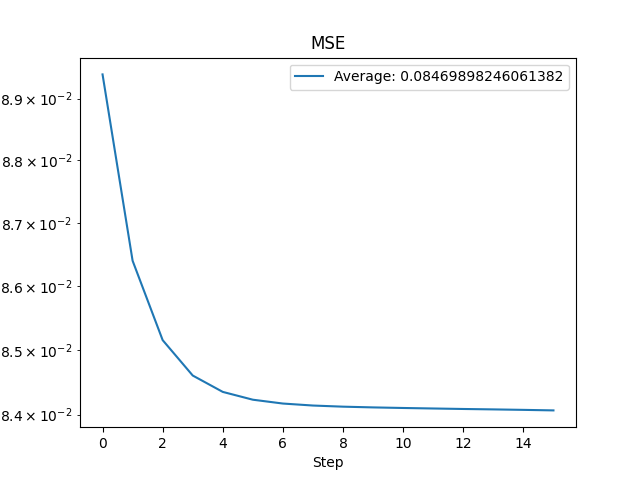 MSE
Average: 0.08469898246061382
8.9 × 10⁻²
8.8 × 10⁻²
8.7 × 10⁻²
8.6 × 10⁻²
8.5 × 10⁻²
8.4 × 10⁻²
0 2 4 6 8 10 12 14
Step